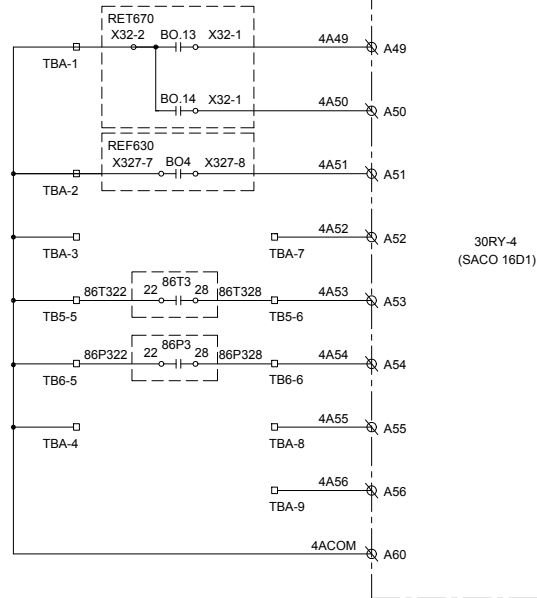 RET670
X32-2 BO.13 X32-1 4A49
TBA-1 A49
BO.14 X32-1 4A50
A50
REF630
X327-7 BO4 X327-8 4A51
TBA-2 A51
4A52
TBA-3 TBA-7 A52
30RY-4
(SACO 16D1)
86T3
86T322 22 28 86T328 4A53
TB5-5 TB5-6 A53
86P3
86P322 22 28 86P328 4A54
TB6-5 TB6-6 A54
4A55
TBA-4 TBA-8 A55
4A56
TBA-9 A56
4ACOM
A60